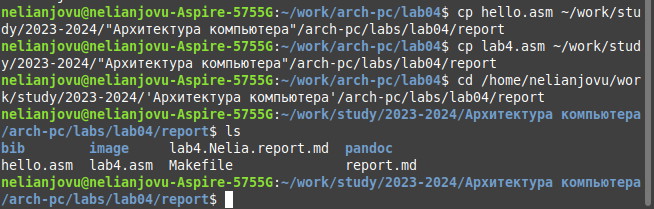 nelianjovu@nelianjovu-Aspire-5755G:~/work/arch-pc/lab04$ cp hello.asm ~/work/stu
dy/2023-2024/"Архитектура компьютера"/arch-pc/labs/lab04/report
nelianjovu@nelianjovu-Aspire-5755G:~/work/arch-pc/lab04$ cp lab4.asm ~/work/stud
y/2023-2024/"Архитектура компьютера"/arch-pc/labs/lab04/report
nelianjovu@nelianjovu-Aspire-5755G:~/work/arch-pc/lab04$ cd /home/nelianjovu/wor
k/study/2023-2024/'Архитектура компьютера'/arch-pc/labs/lab04/report
nelianjovu@nelianjovu-Aspire-5755G:~/work/study/2023-2024/Архитектура компьютера
/arch-pc/labs/lab04/report$ ls
bib image lab4.Nelia.report.md pandoc
hello.asm lab4.asm Makefile report.md
nelianjovu@nelianjovu-Aspire-5755G:~/work/study/2023-2024/Архитектура компьютера
/arch-pc/labs/lab04/report$